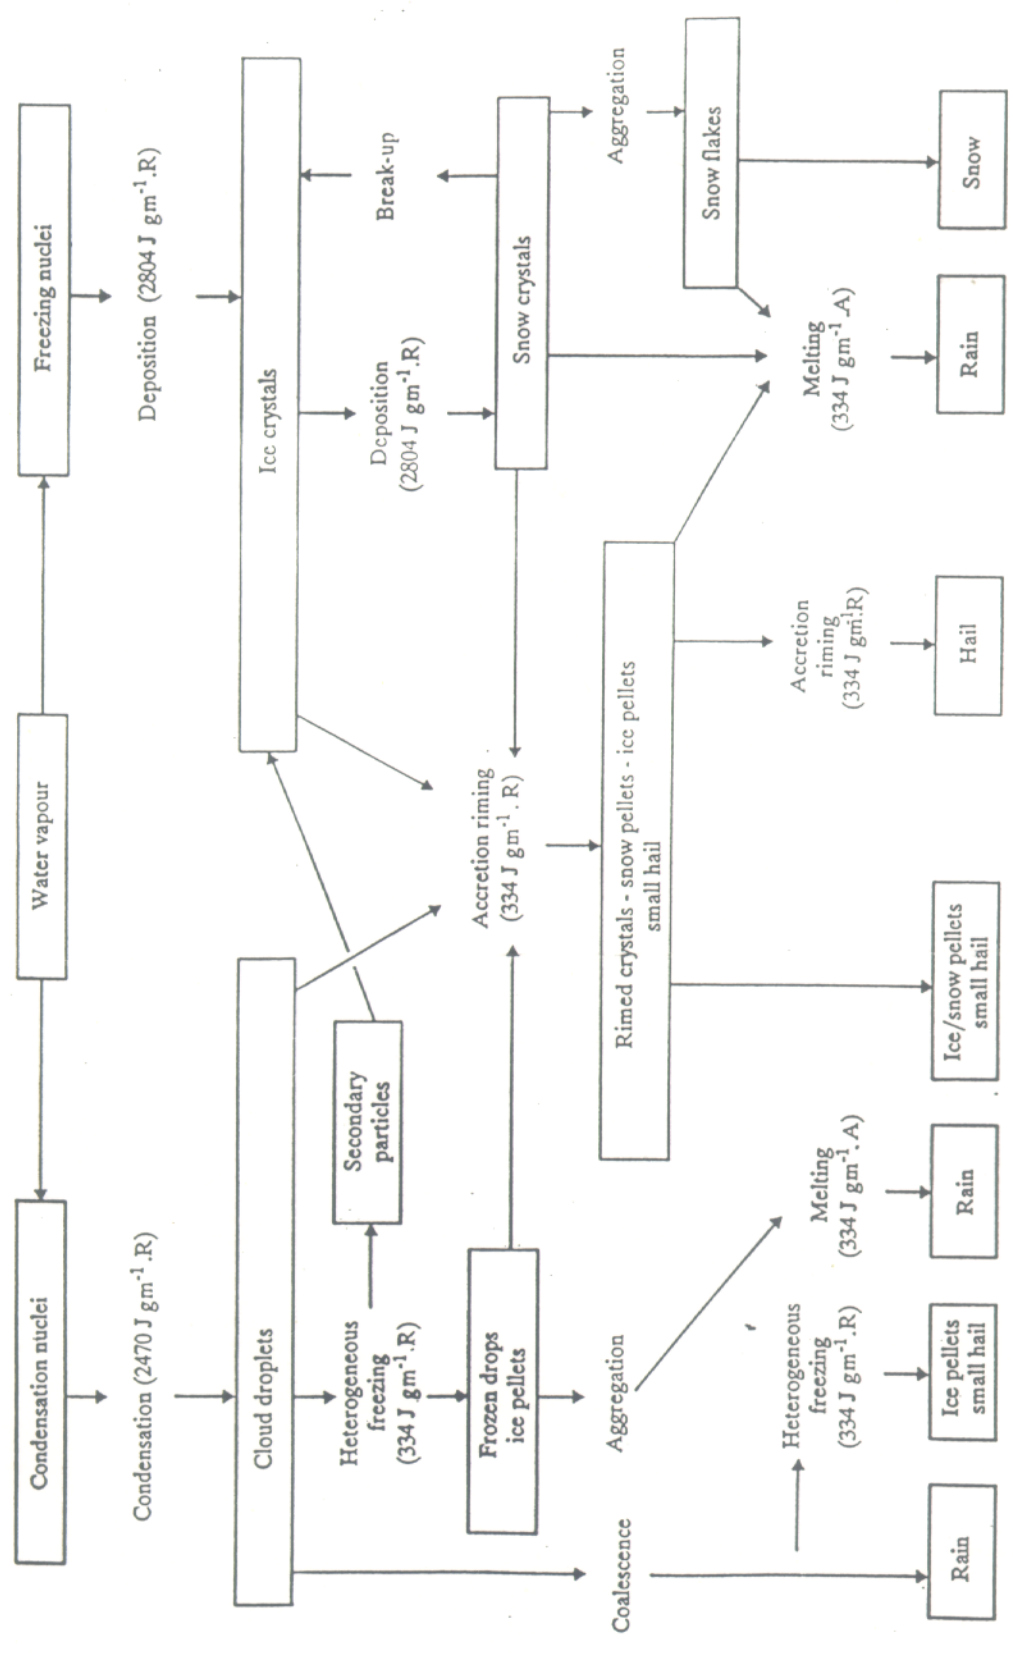 Water vapour
Condensation nuclei
Freezing nuclei
Condensation (2470 J gm⁻¹.R)
Deposition (2804 J gm⁻¹.R)
Cloud droplets
Ice crystals
Heterogeneous
freezing
(334 J gm⁻¹.R)
Secondary
particles
Deposition
(2804 J gm⁻¹.R)
Break-up
Frozen drops
ice pellets
Accretion riming
(334 J gm⁻¹. R)
Snow crystals
Coalescence
Aggregation
Rimed crystals - snow pellets - ice pellets
small hail
Aggregation
Snow flakes
Heterogeneous
freezing
(334 J gm⁻¹.R)
Melting
(334 J gm⁻¹.A)
Accretion
riming
(334 J gm⁻¹.R)
Melting
(334 J gm⁻¹.A)
Rain
Ice pellets
small hail
Rain
Ice/snow pellets
small hail
Hail
Rain
Snow